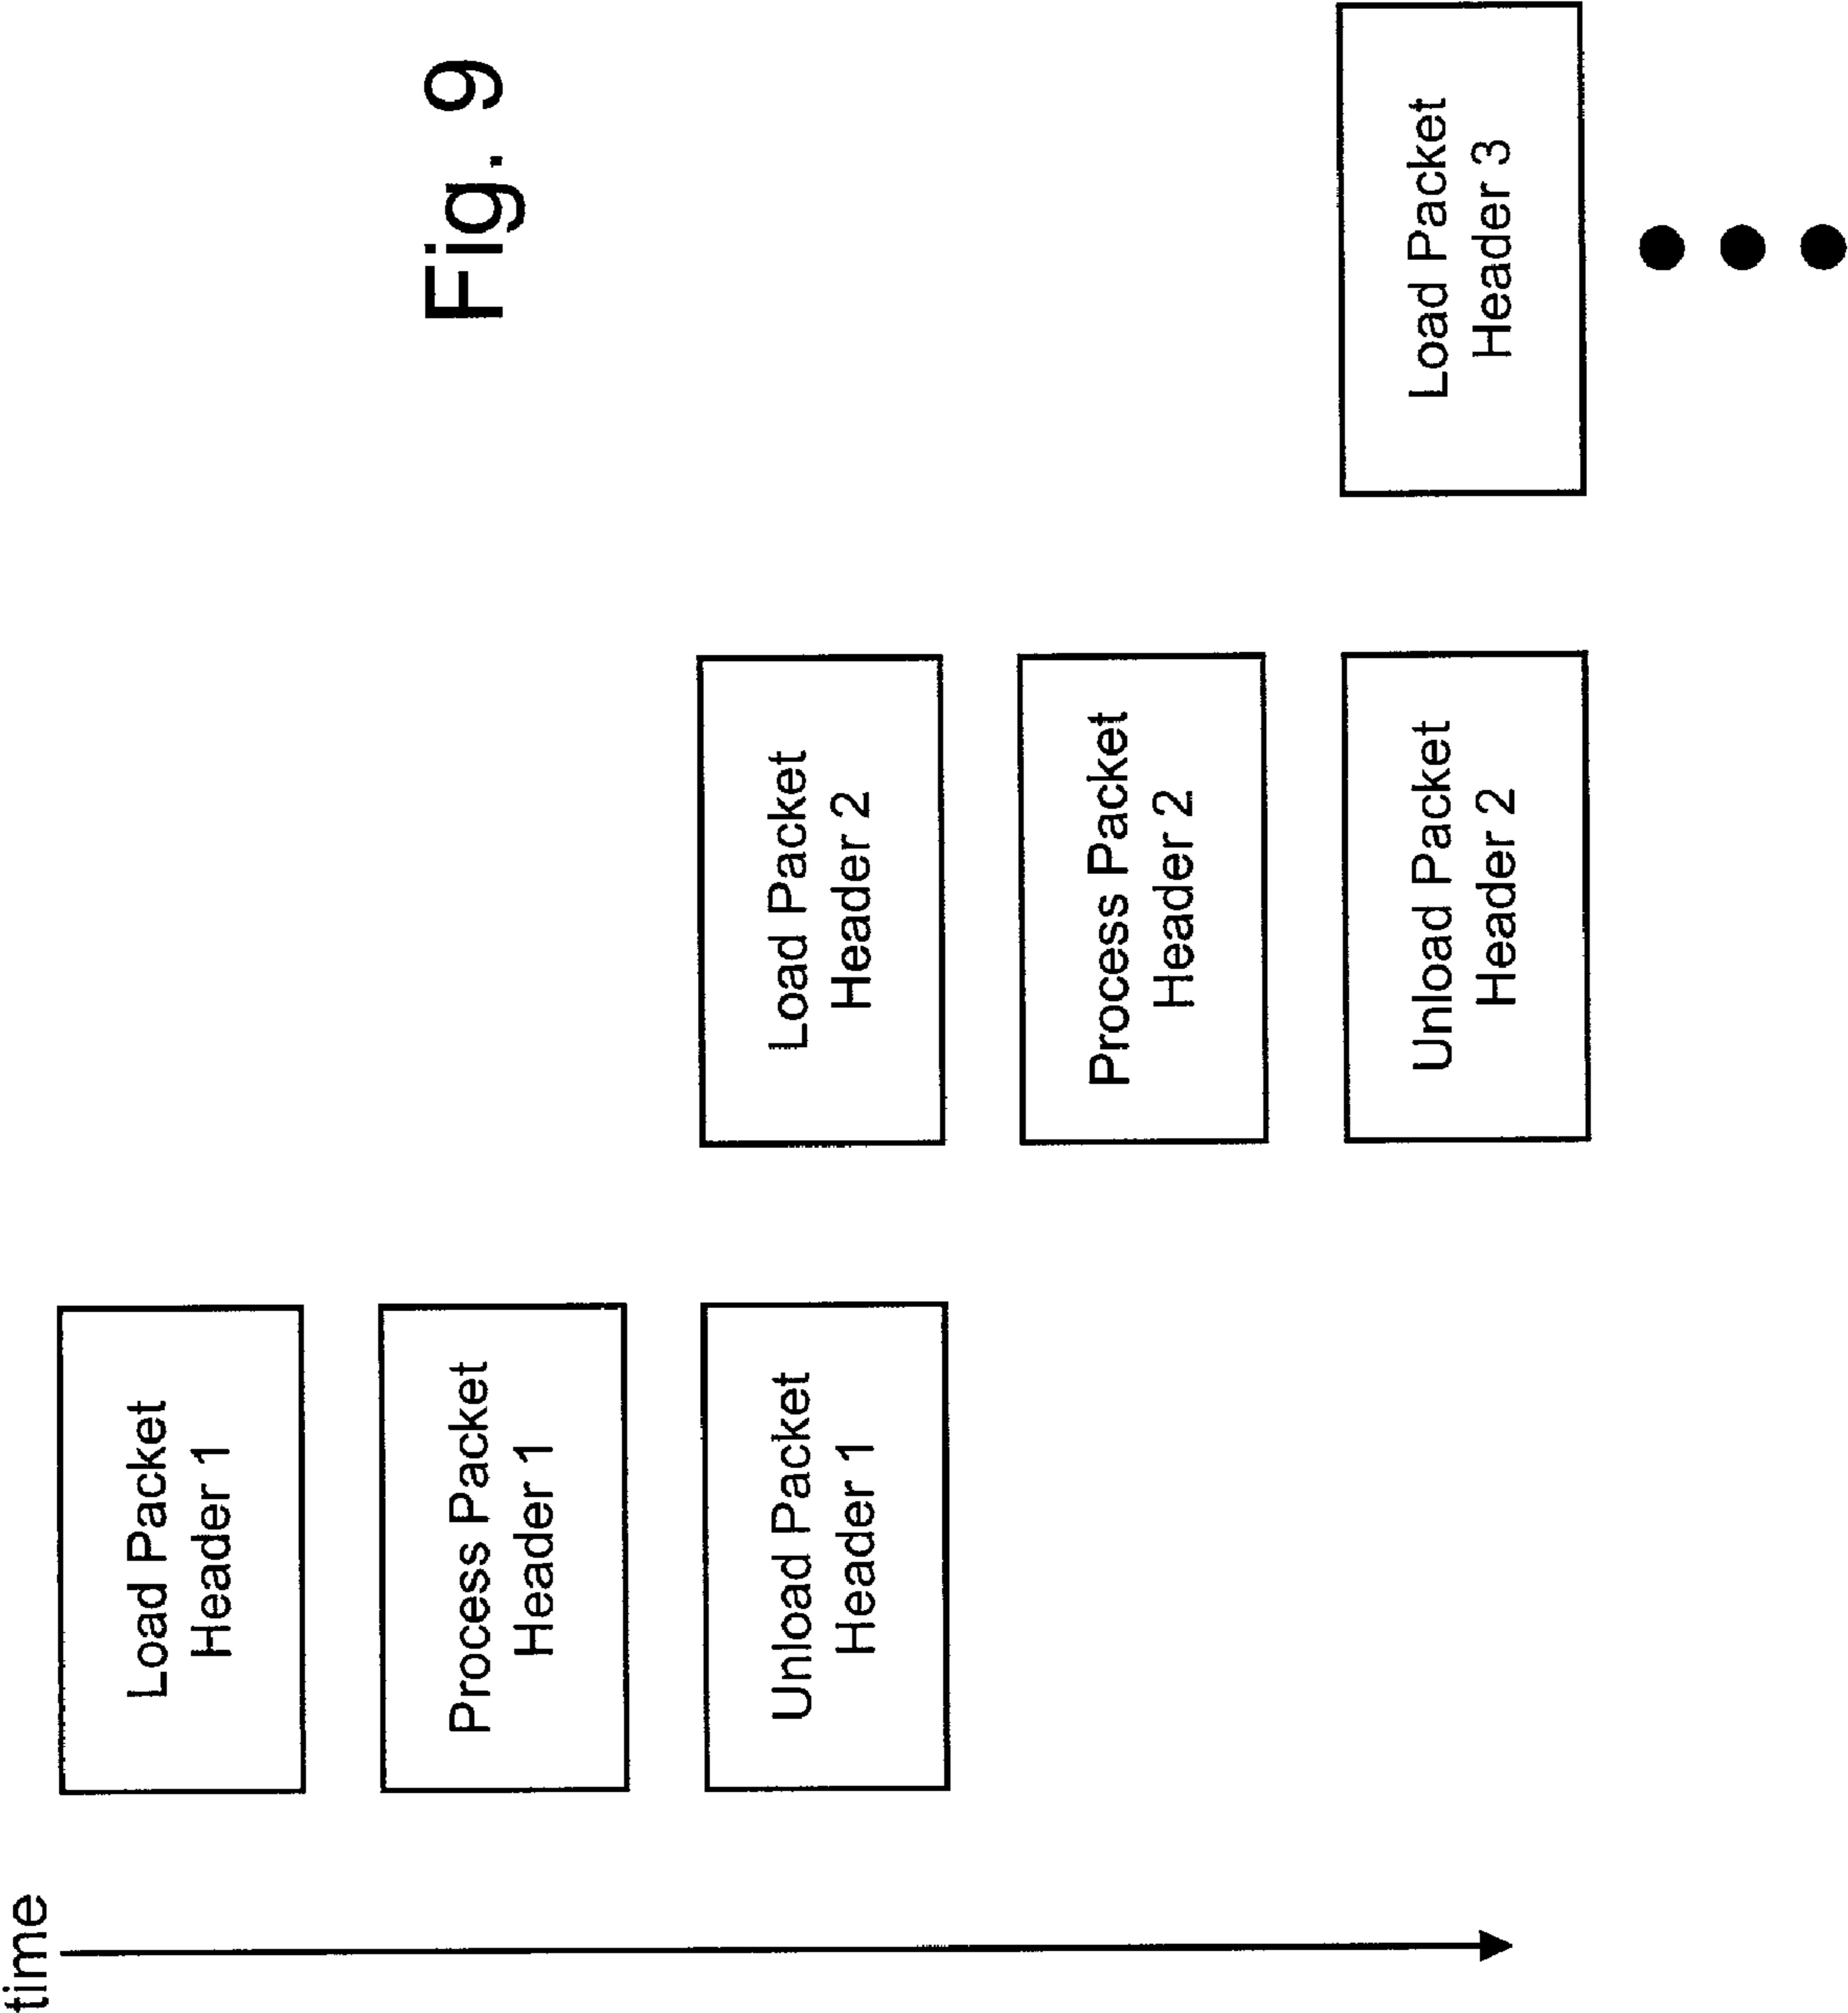 time
Load Packet
Header 1
Process Packet
Header 1
Unload Packet
Header 1
Load Packet
Header 2
Process Packet
Header 2
Unload Packet
Header 2
Load Packet
Header 3
Fig. 9